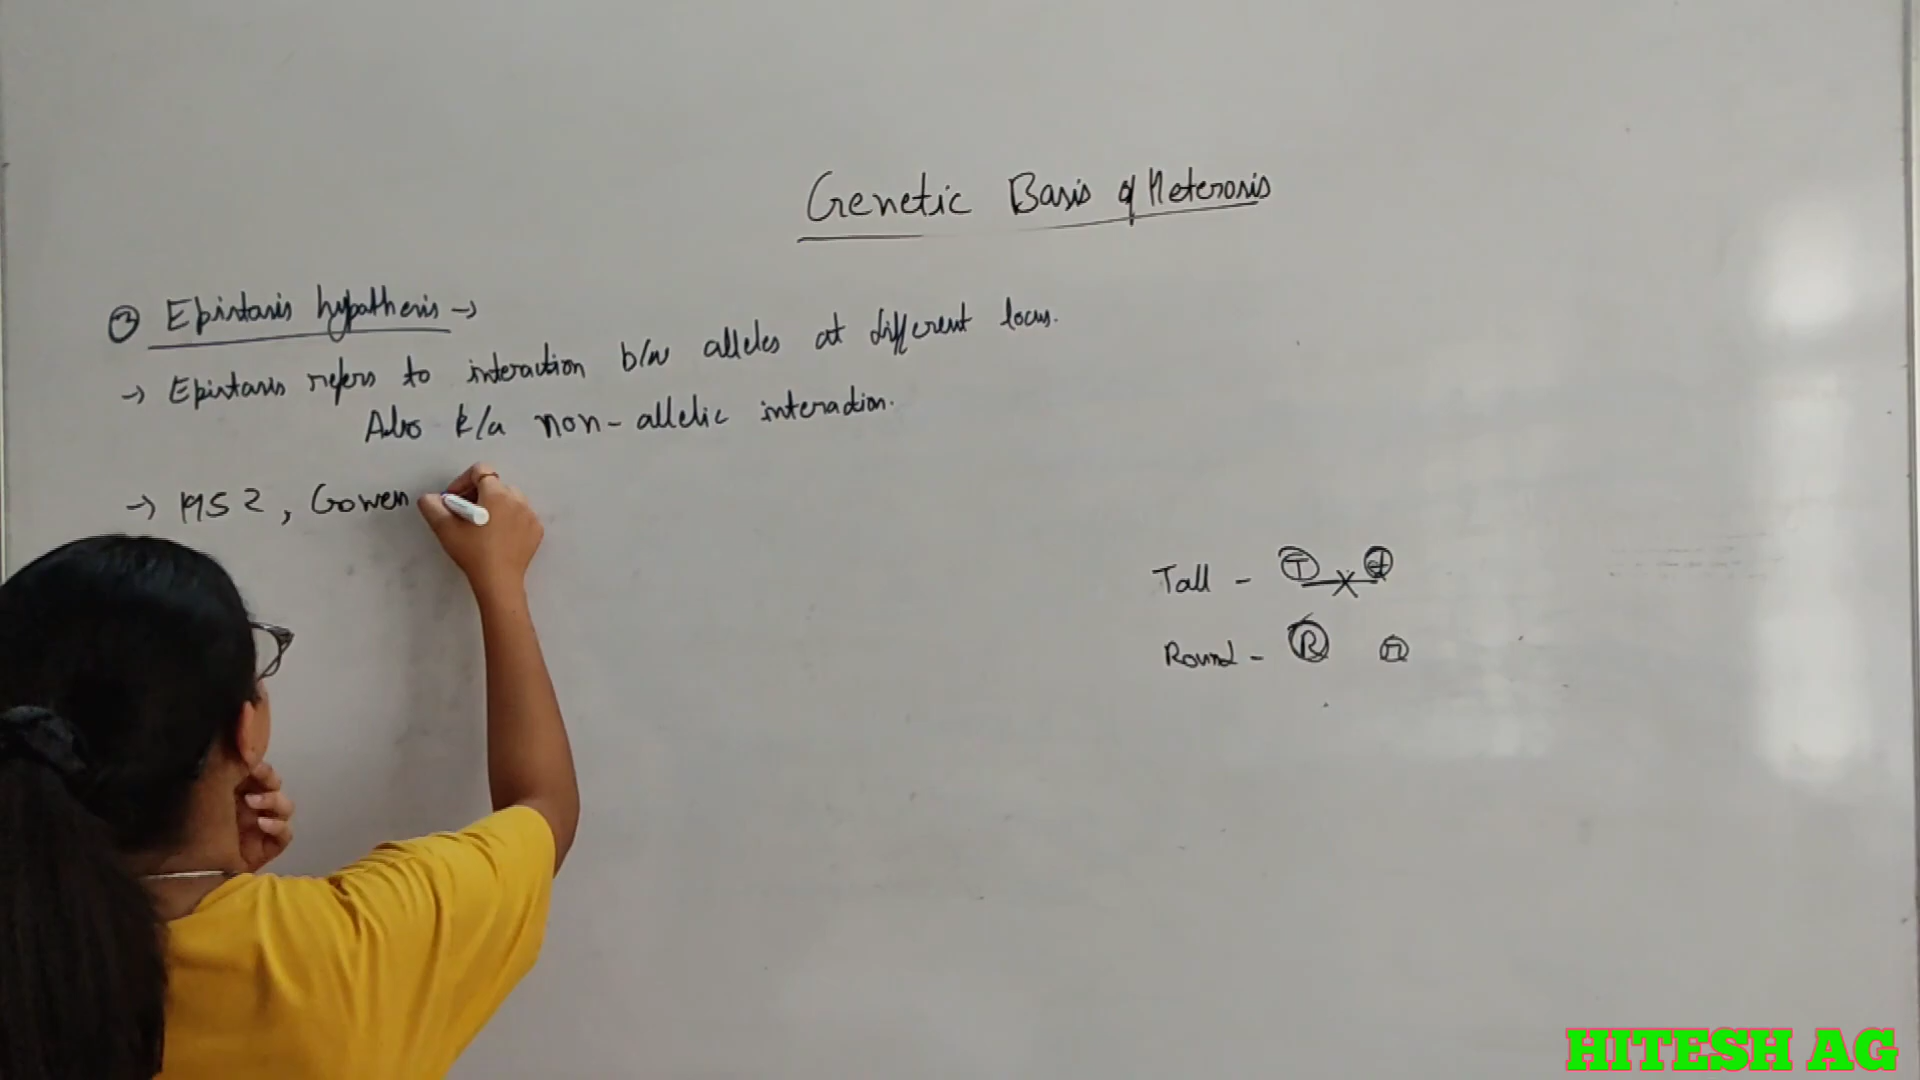 Genetic Basis of Heterosis
③ Epistasis hypothesis →
→ Epistasis refers to interaction b/w alleles at different locus.
Also k/a non-allelic interaction.
→ 1952, Gowen
Tall - T × t
Round - R r
HITESH AG